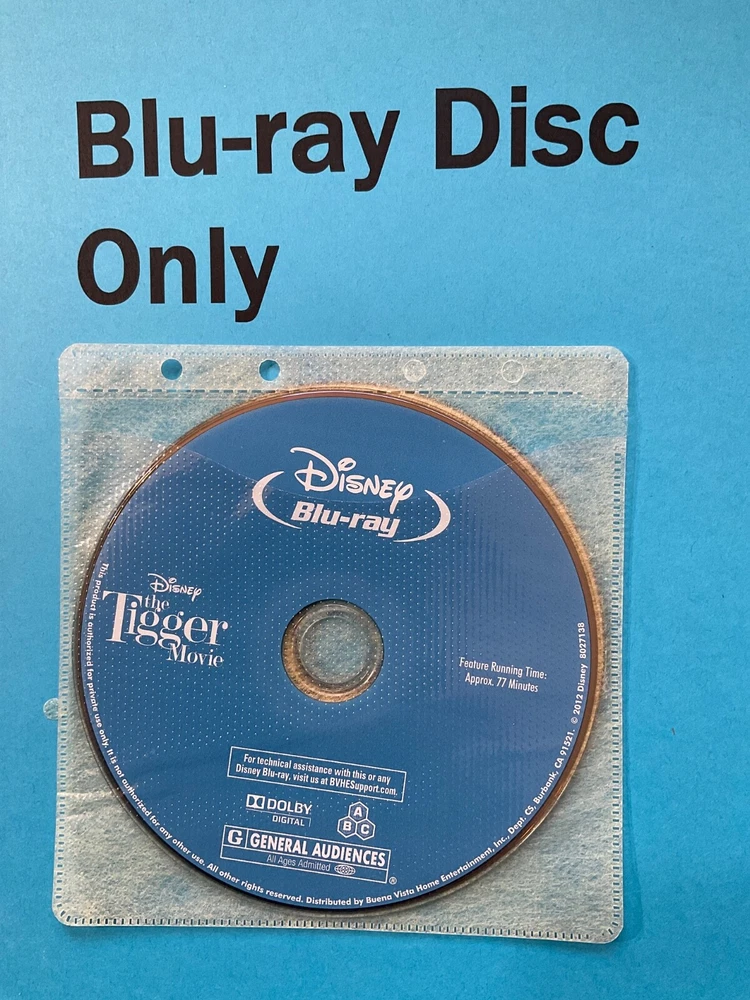 Blu-ray Disc
Only
Disney
Blu-ray
Disney
the
Tigger
Movie
Feature Running Time:
Approx. 77 Minutes
For technical assistance with this or any
Disney Blu-ray, visit us at BVHESupport.com.
DOLBY
DIGITAL
A
B C
G GENERAL AUDIENCES
All Ages Admitted
®
This product is authorized for private use only. It is not authorized for any other use. All other rights reserved. Distributed by Buena Vista Home Entertainment, Inc., Dept. CS, Burbank, CA 91521. © 2012 Disney B027138